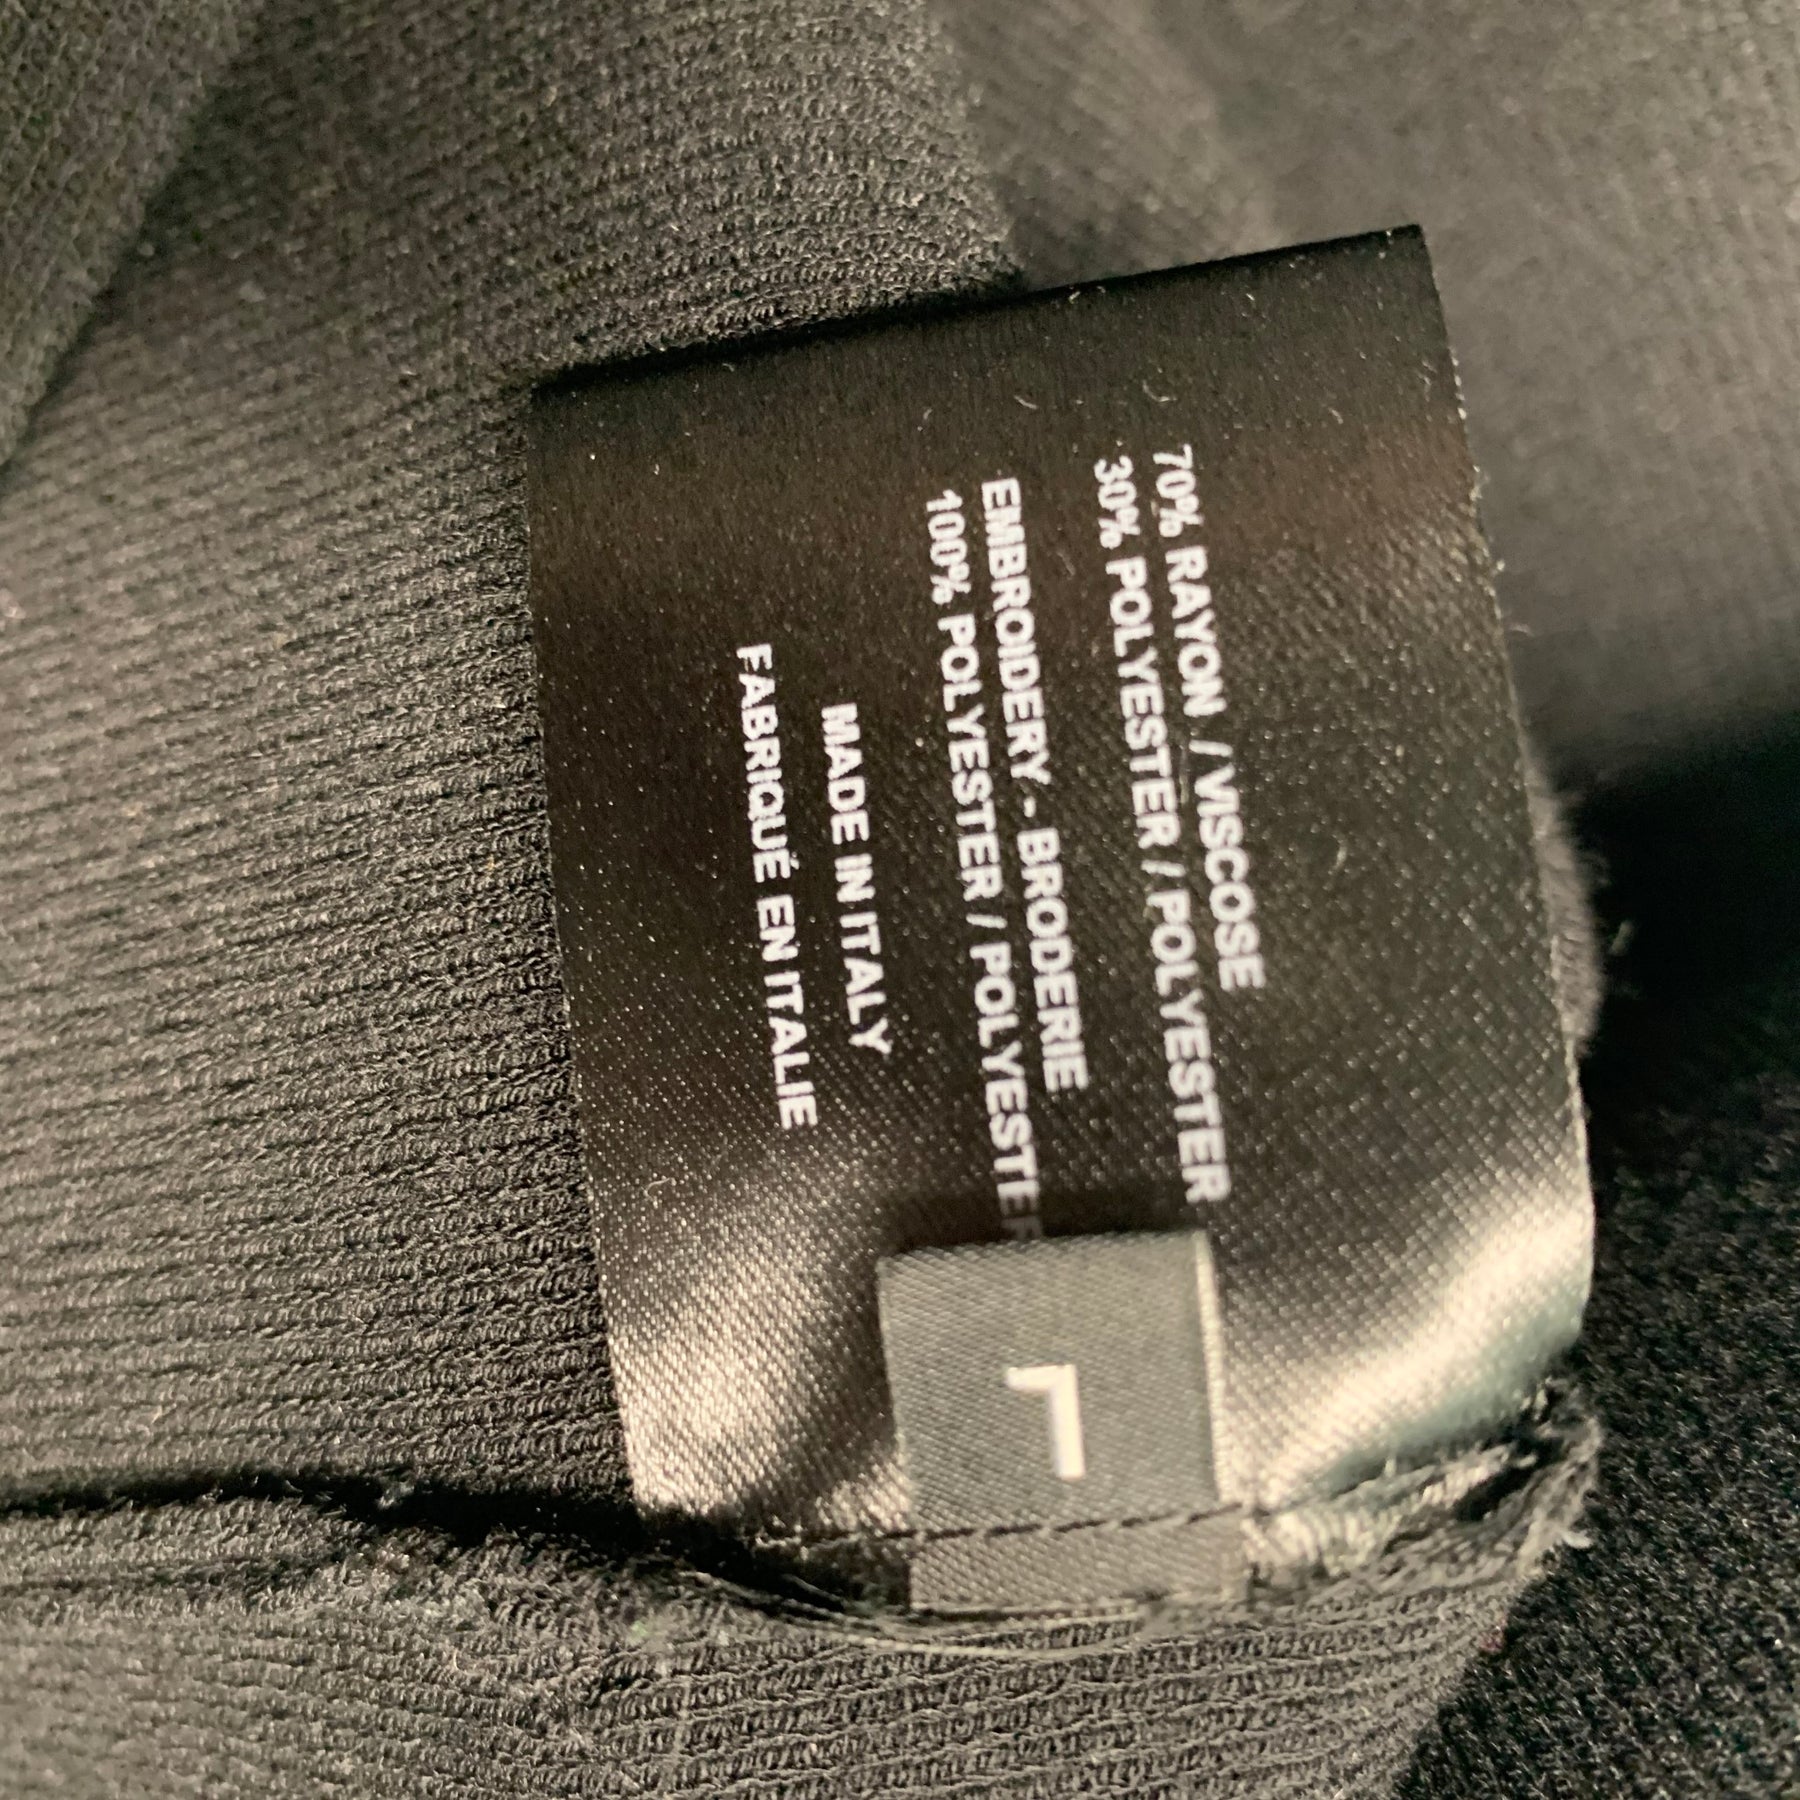 70% RAYON / VISCOSE
30% POLYESTER / POLYESTER
EMBROIDERY - BRODERIE
100% POLYESTER / POLYESTER
MADE IN ITALY
FABRIQUÉ EN ITALIE
L